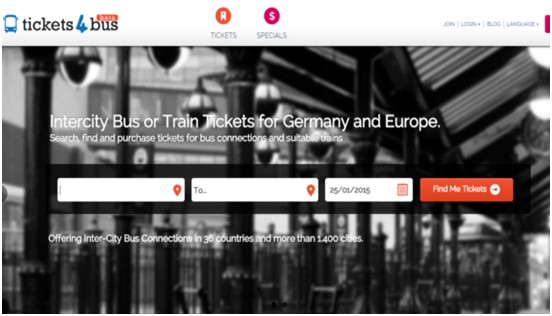 tickets4bus
beta
TICKETS
SPECIALS
JOIN | LOGIN | BLOG | LANGUAGE
Intercity Bus or Train Tickets for Germany and Europe.
Search, find and purchase tickets for bus connections and suitable trains
To...
25/01/2015
Find Me Tickets
Offering Inter-City Bus Connections in 36 countries and more than 1.400 cities.